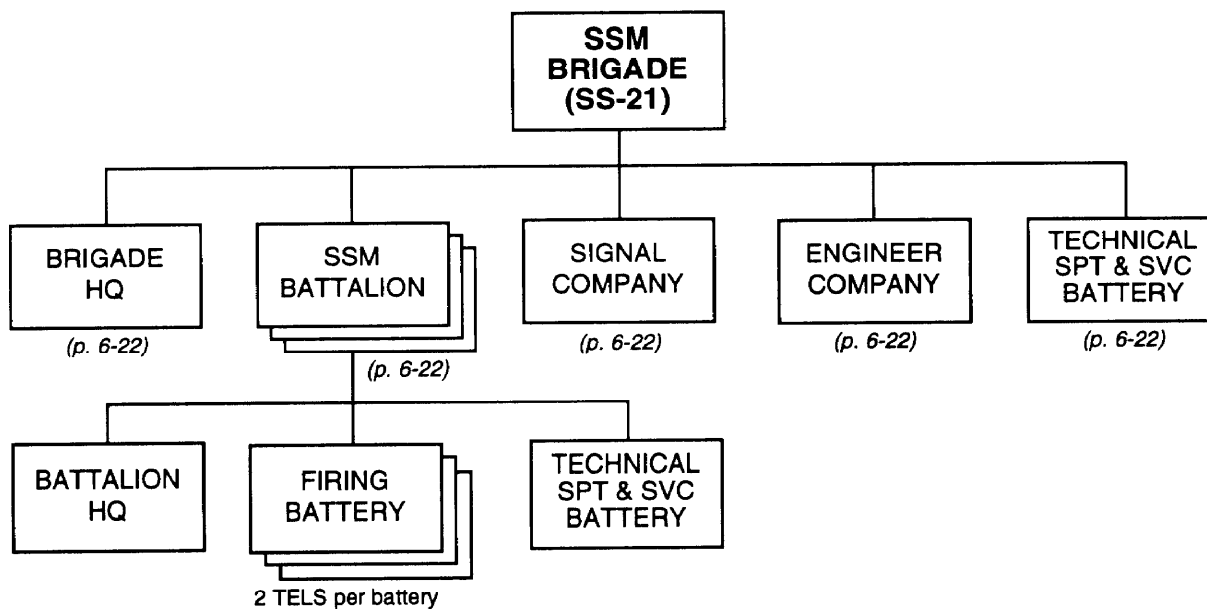 SSM
BRIGADE
(SS-21)
BRIGADE
HQ
(p. 6-22)
SSM
BATTALION
(p. 6-22)
SIGNAL
COMPANY
(p. 6-22)
ENGINEER
COMPANY
(p. 6-22)
TECHNICAL
SPT & SVC
BATTERY
(p. 6-22)
BATTALION
HQ
FIRING
BATTERY
2 TELS per battery
TECHNICAL
SPT & SVC
BATTERY